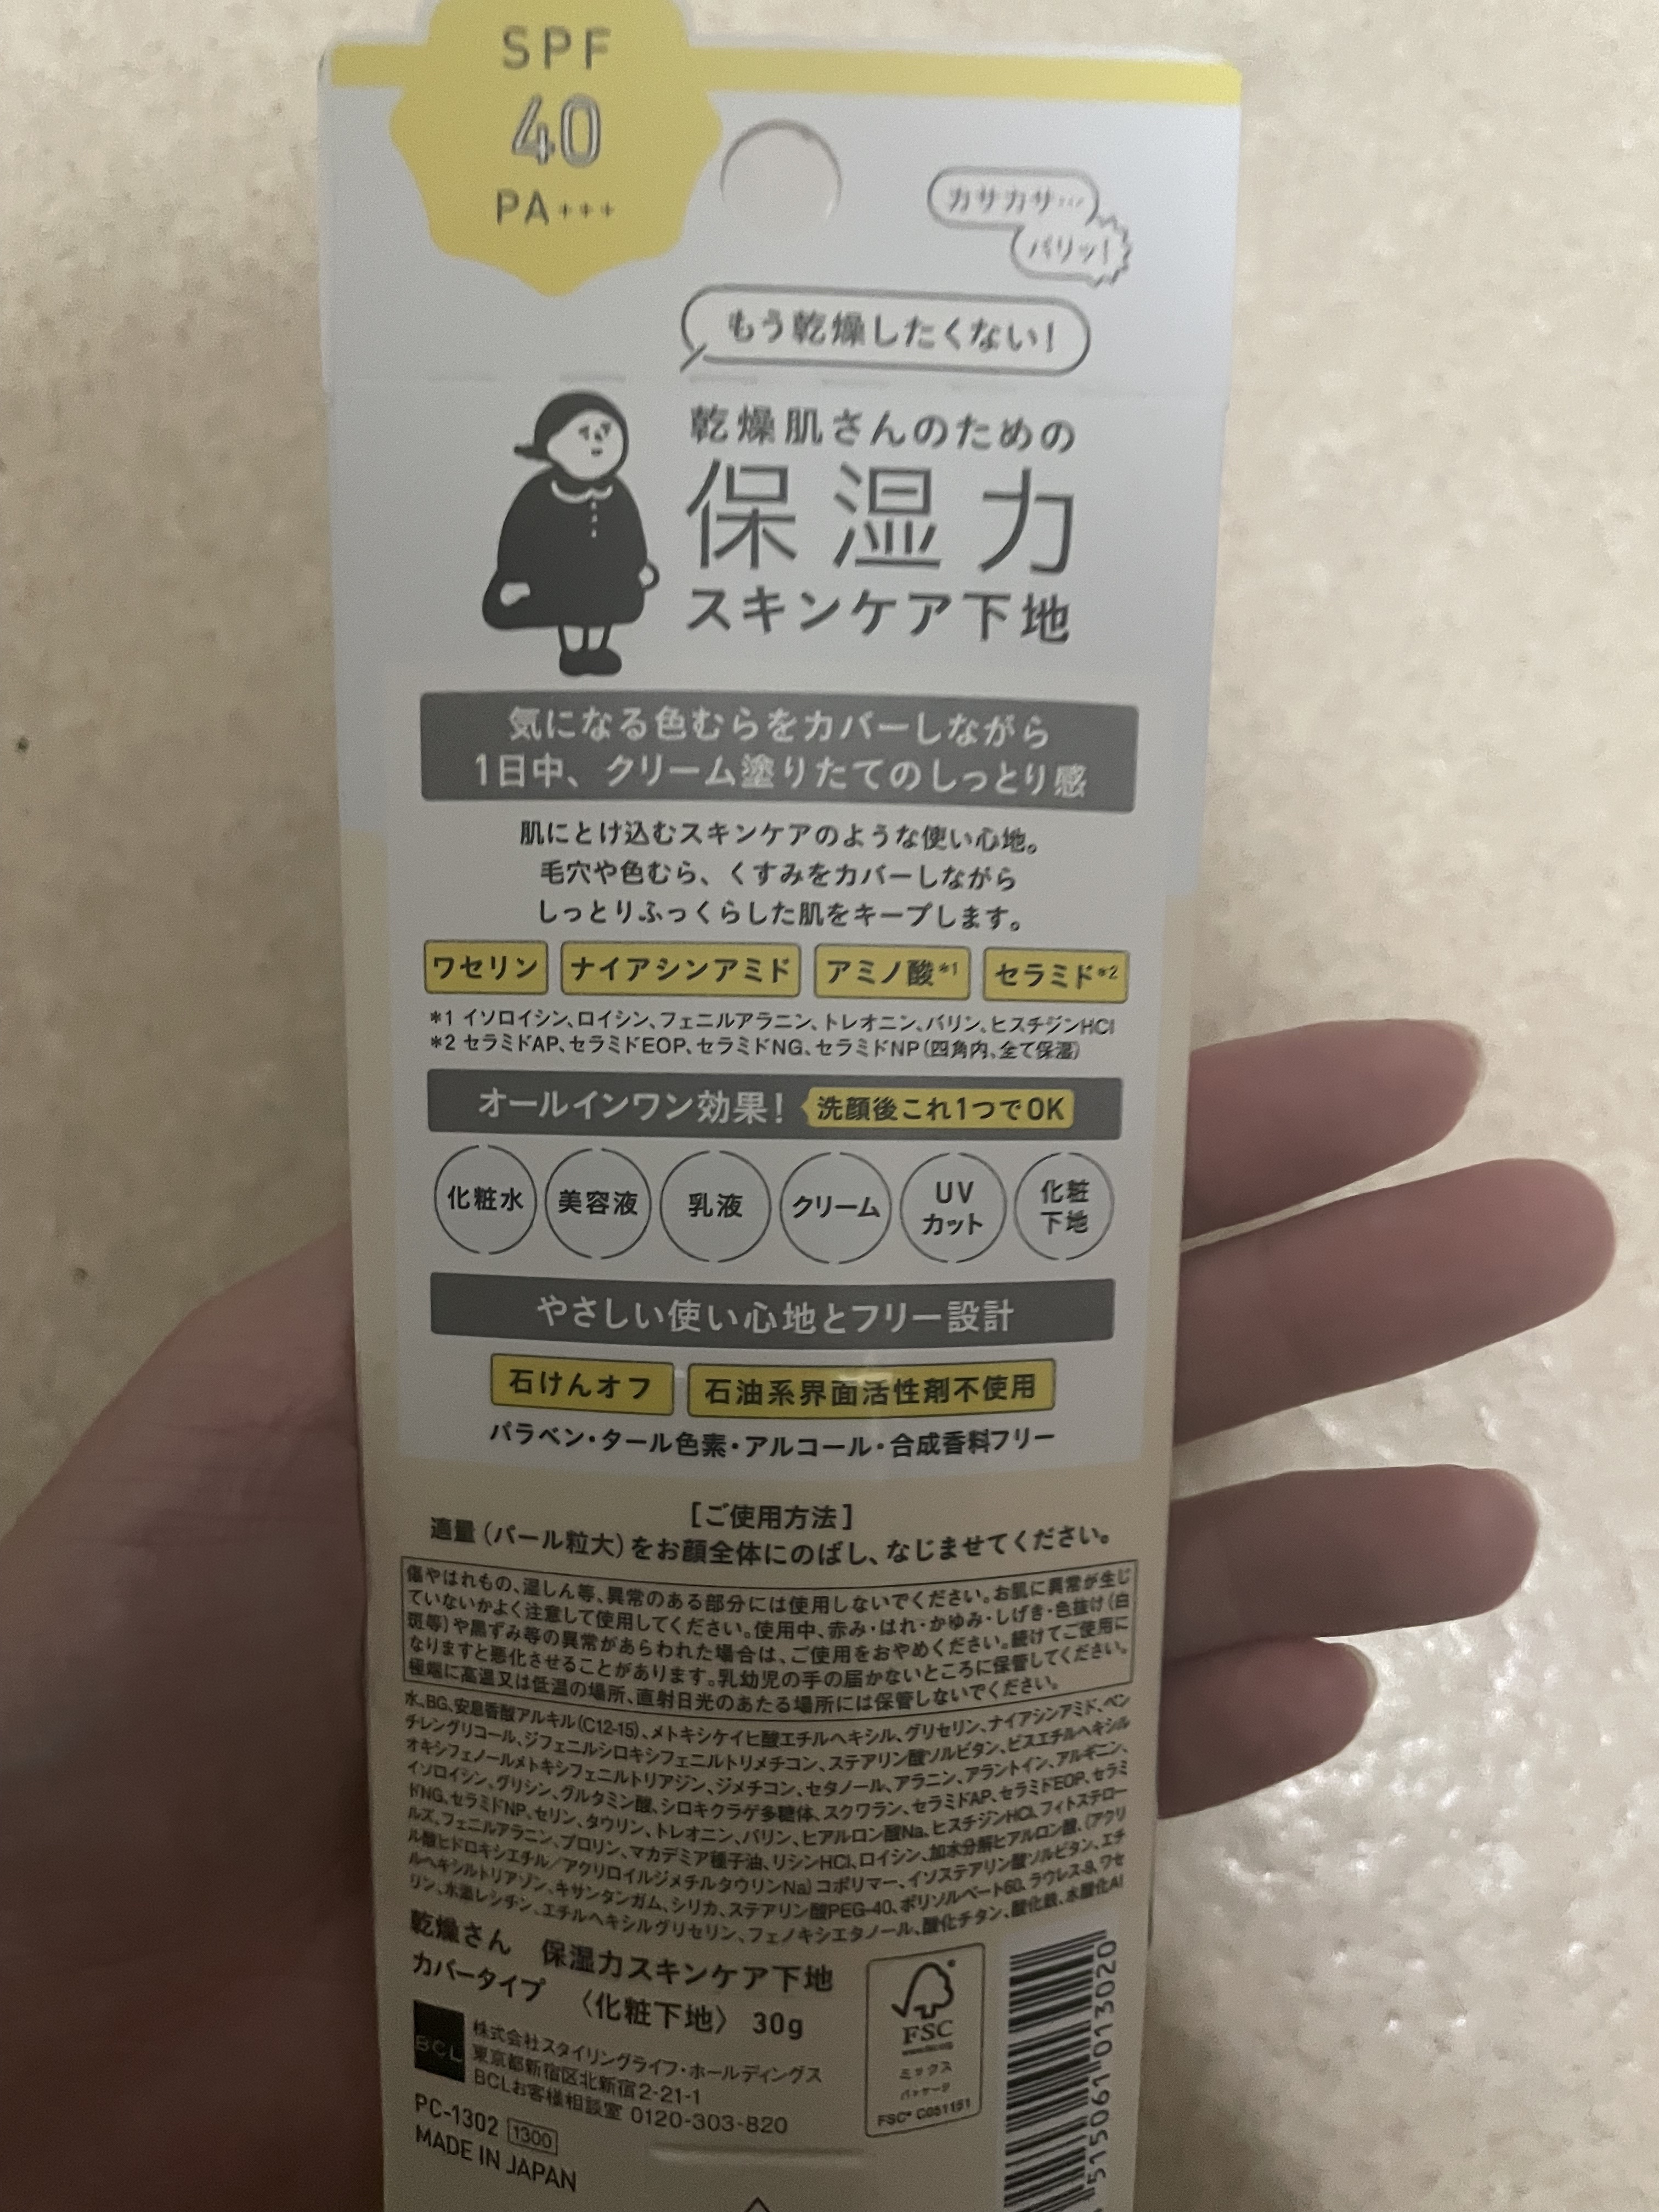 SPF
40
PA+++
カサカサ…
パリッ!
もう乾燥したくない!
乾燥肌さんのための
保湿力
スキンケア下地
気になる色むらをカバーしながら
1日中、クリーム塗りたてのしっとり感
肌にとけ込むスキンケアのような使い心地。
毛穴や色むら、くすみをカバーしながら
しっとりふっくらした肌をキープします。
ワセリン ナイアシンアミド アミノ酸*1 セラミド*2
*1 イソロイシン、ロイシン、フェニルアラニン、トレオニン、バリン、ヒスチジンHCl
*2 セラミドAP、セラミドEOP、セラミドNG、セラミドNP(四角内、全て保湿)
オールインワン効果! 洗顔後これ1つでOK
化粧水 美容液 乳液 クリーム UVカット 化粧下地
やさしい使い心地とフリー設計
石けんオフ 石油系界面活性剤不使用
パラベン・タール色素・アルコール・合成香料フリー
[ご使用方法]
適量(パール粒大)をお顔全体にのばし、なじませてください。
傷やはれもの、湿しん等、異常のある部分には使用しないでください。お肌に異常が生じ
ていないかよく注意して使用してください。使用中、赤み・はれ・かゆみ・しげき・色抜け(白
斑等)や黒ずみ等の異常があらわれた場合は、ご使用をおやめください。続けてご使用に
なりますと悪化させることがあります。乳幼児の手の届かないところに保管してください。
極端に高温又は低温の場所、直射日光のあたる場所には保管しないでください。
水、BG、安息香酸アルキル(C12-15)、メトキシケイヒ酸エチルヘキシル、グリセリン、ナイアシンアミド、ペン
チレングリコール、ジフェニルシロキシフェニルトリメチコン、ステアリン酸ソルビタン、ビスエチルヘキシル
オキシフェノールメトキシフェニルトリアジン、ジメチコン、セタノール、アラニン、アラントイン、アルギニン、
イソロイシン、グリシン、グルタミン酸、シロキクラゲ多糖体、スクワラン、セラミドAP、セラミドEOP、セラミ
ドNG、セラミドNP、セリン、タウリン、トレオニン、バリン、ヒアルロン酸Na、ヒスチジンHCl、フィトステロー
ルズ、フェニルアラニン、プロリン、マカデミア種子油、リシンHCl、ロイシン、加水分解ヒアルロン酸、(アクリ
ル酸ヒドロキシエチル/アクリロイルジメチルタウリンNa)コポリマー、イソステアリン酸ソルビタン、エチ
ルヘキシルトリアゾン、キサンタンガム、シリカ、ステアリン酸PEG-40、ポリソルベート60、ラウレス-9、ワセ
リン、水添レシチン、エチルヘキシルグリセリン、フェノキシエタノール、酸化チタン、酸化鉄、水酸化Al
乾燥さん 保湿力スキンケア下地
カバータイプ 〈化粧下地〉 30g
BCL
株式会社スタイリングライフ・ホールディングス
東京都新宿区北新宿2-21-1
BCLお客様相談室 0120-303-820
PC-1302 1300
MADE IN JAPAN
FSC
ミックス
パッケージ
FSC® C051151
515061 013020